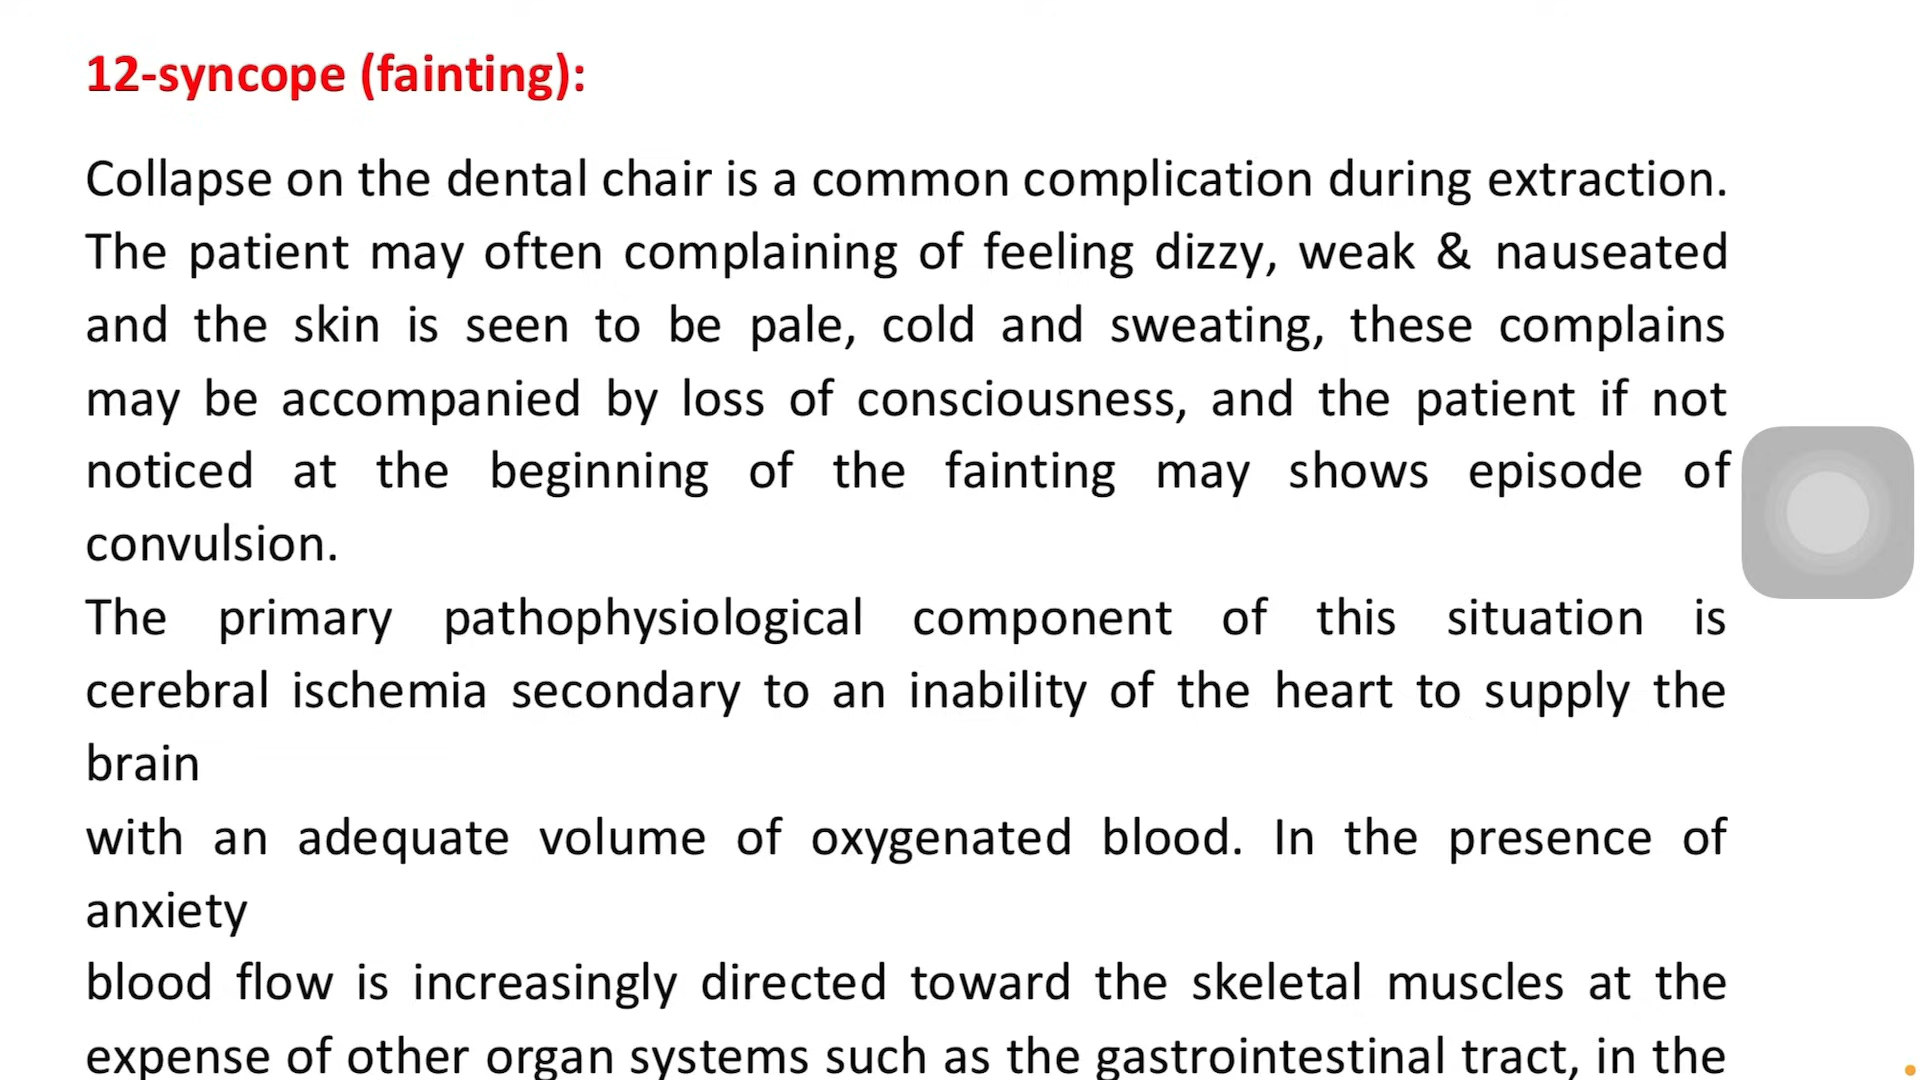 12-syncope (fainting):
Collapse on the dental chair is a common complication during extraction.
The patient may often complaining of feeling dizzy, weak & nauseated
and the skin is seen to be pale, cold and sweating, these complains
may be accompanied by loss of consciousness, and the patient if not
noticed at the beginning of the fainting may shows episode of
convulsion.
The primary pathophysiological component of this situation is
cerebral ischemia secondary to an inability of the heart to supply the
brain
with an adequate volume of oxygenated blood. In the presence of
anxiety
blood flow is increasingly directed toward the skeletal muscles at the
expense of other organ systems such as the gastrointestinal tract, in the